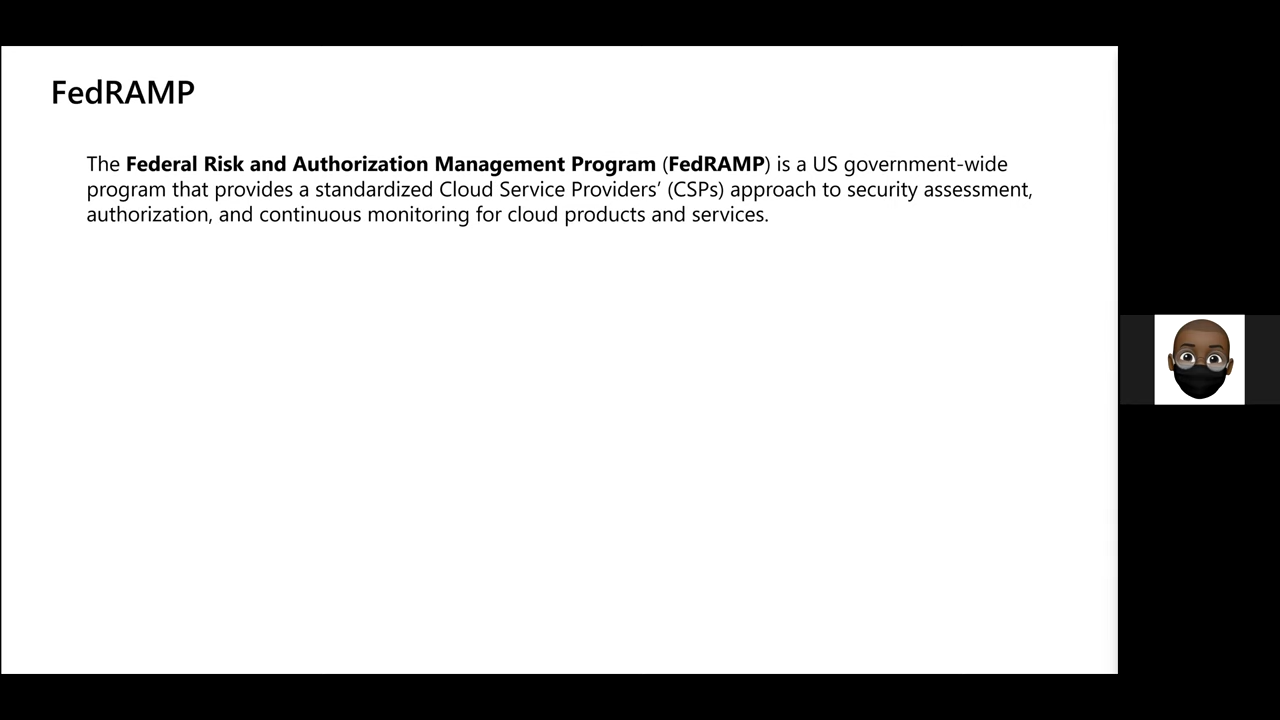 FedRAMP
The Federal Risk and Authorization Management Program (FedRAMP) is a US government-wide
program that provides a standardized Cloud Service Providers’ (CSPs) approach to security assessment,
authorization, and continuous monitoring for cloud products and services.